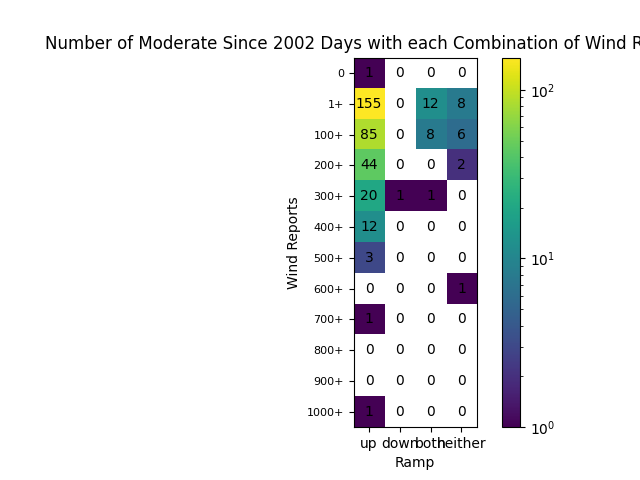 Number of Moderate Since 2002 Days with each Combination of Wind R
0 1 0 0 0
1+ 155 0 12 8
100+ 85 0 8 6
200+ 44 0 0 2
300+ 20 1 1 0
400+ 12 0 0 0
500+ 3 0 0 0
600+ 0 0 0 1
700+ 1 0 0 0
800+ 0 0 0 0
900+ 0 0 0 0
1000+ 1 0 0 0
up down both neither
Ramp
Wind Reports
10²
10¹
10⁰